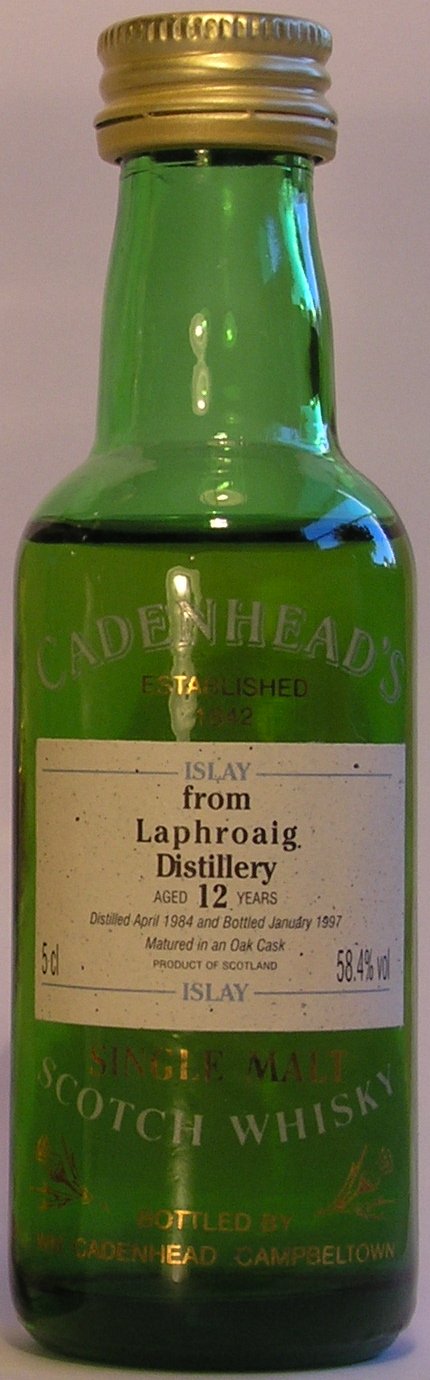 CADENHEAD'S
ESTABLISHED
1842
ISLAY
from
Laphroaig
Distillery
AGED 12 YEARS
Distilled April 1984 and Bottled January 1997
Matured in an Oak Cask
5 cl
PRODUCT OF SCOTLAND
58.4% vol
ISLAY
SINGLE MALT
SCOTCH WHISKY
BOTTLED BY
WM CADENHEAD CAMPBELTOWN